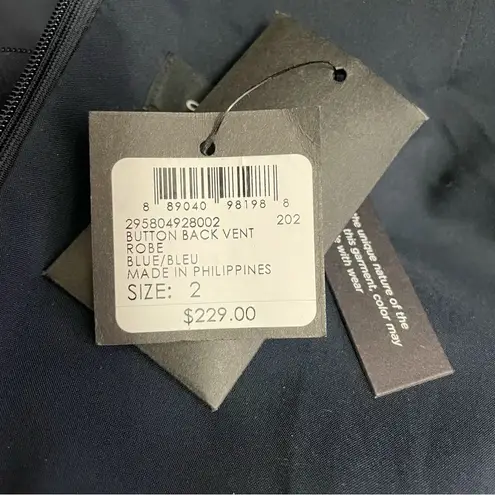 8 89040 98198 8
295804928002 202
BUTTON BACK VENT
ROBE
BLUE/BLEU
MADE IN PHILIPPINES
SIZE: 2
$229.00
the unique nature of the
this garment, color may
with wear